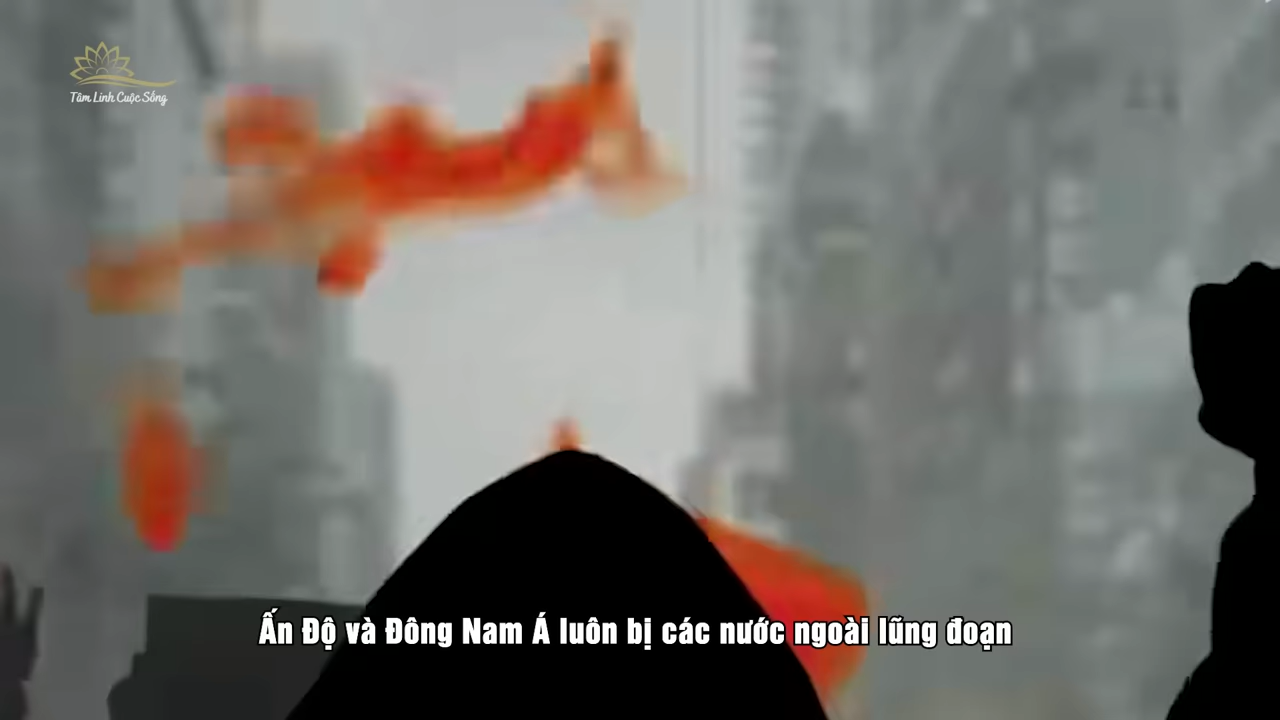 Tâm Linh Cuộc Sống
Ấn Độ và Đông Nam Á luôn bị các nước ngoài lũng đoạn